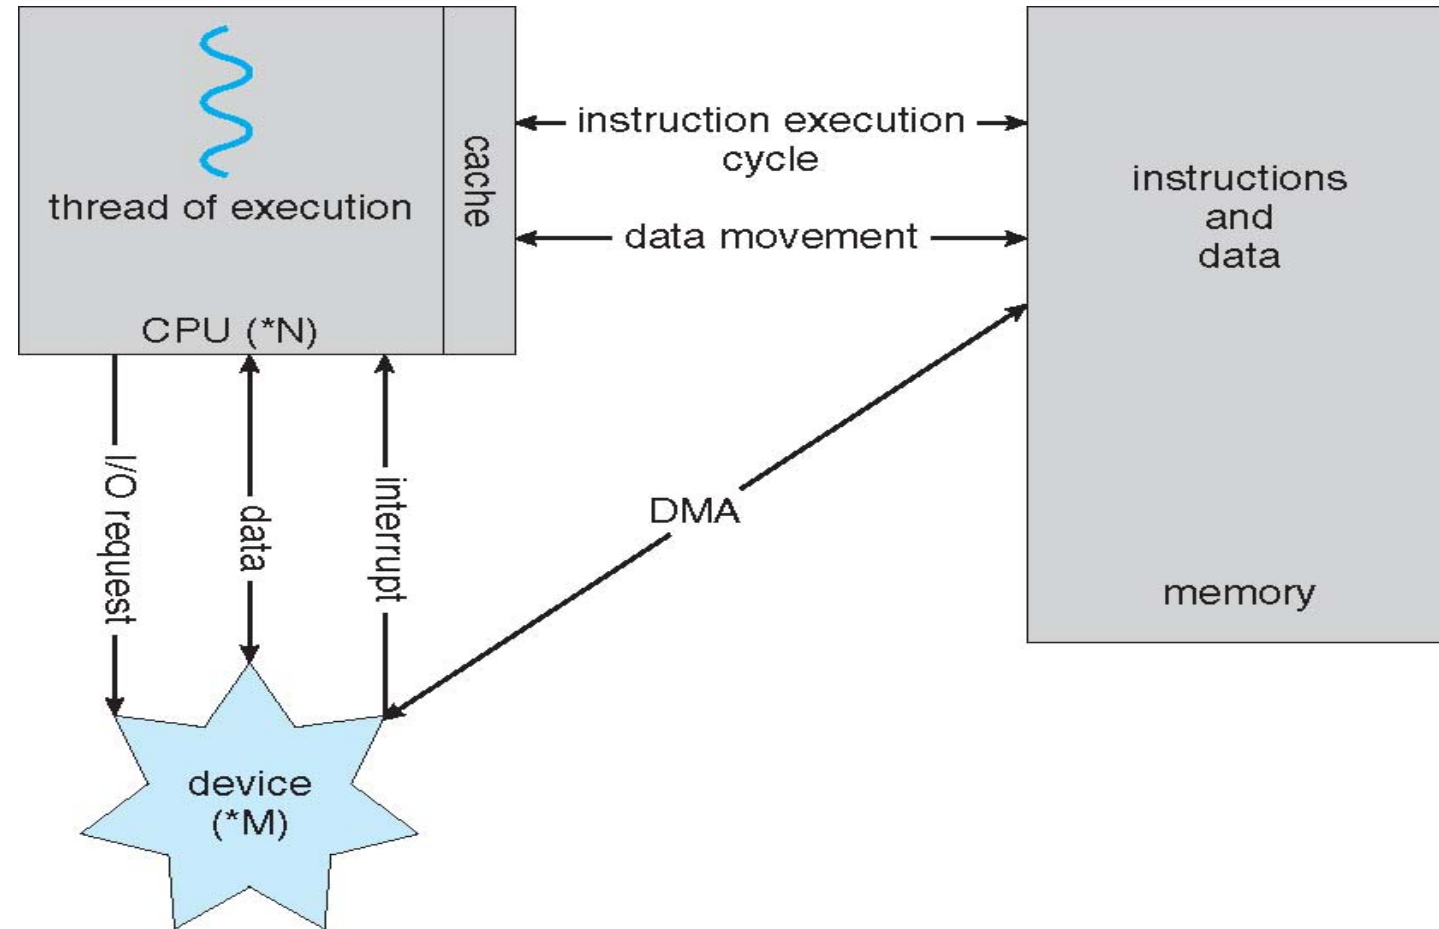 thread of execution
cache
CPU (*N)
instruction execution
cycle
data movement
instructions
and
data
memory
I/O request
data
interrupt
DMA
device
(*M)